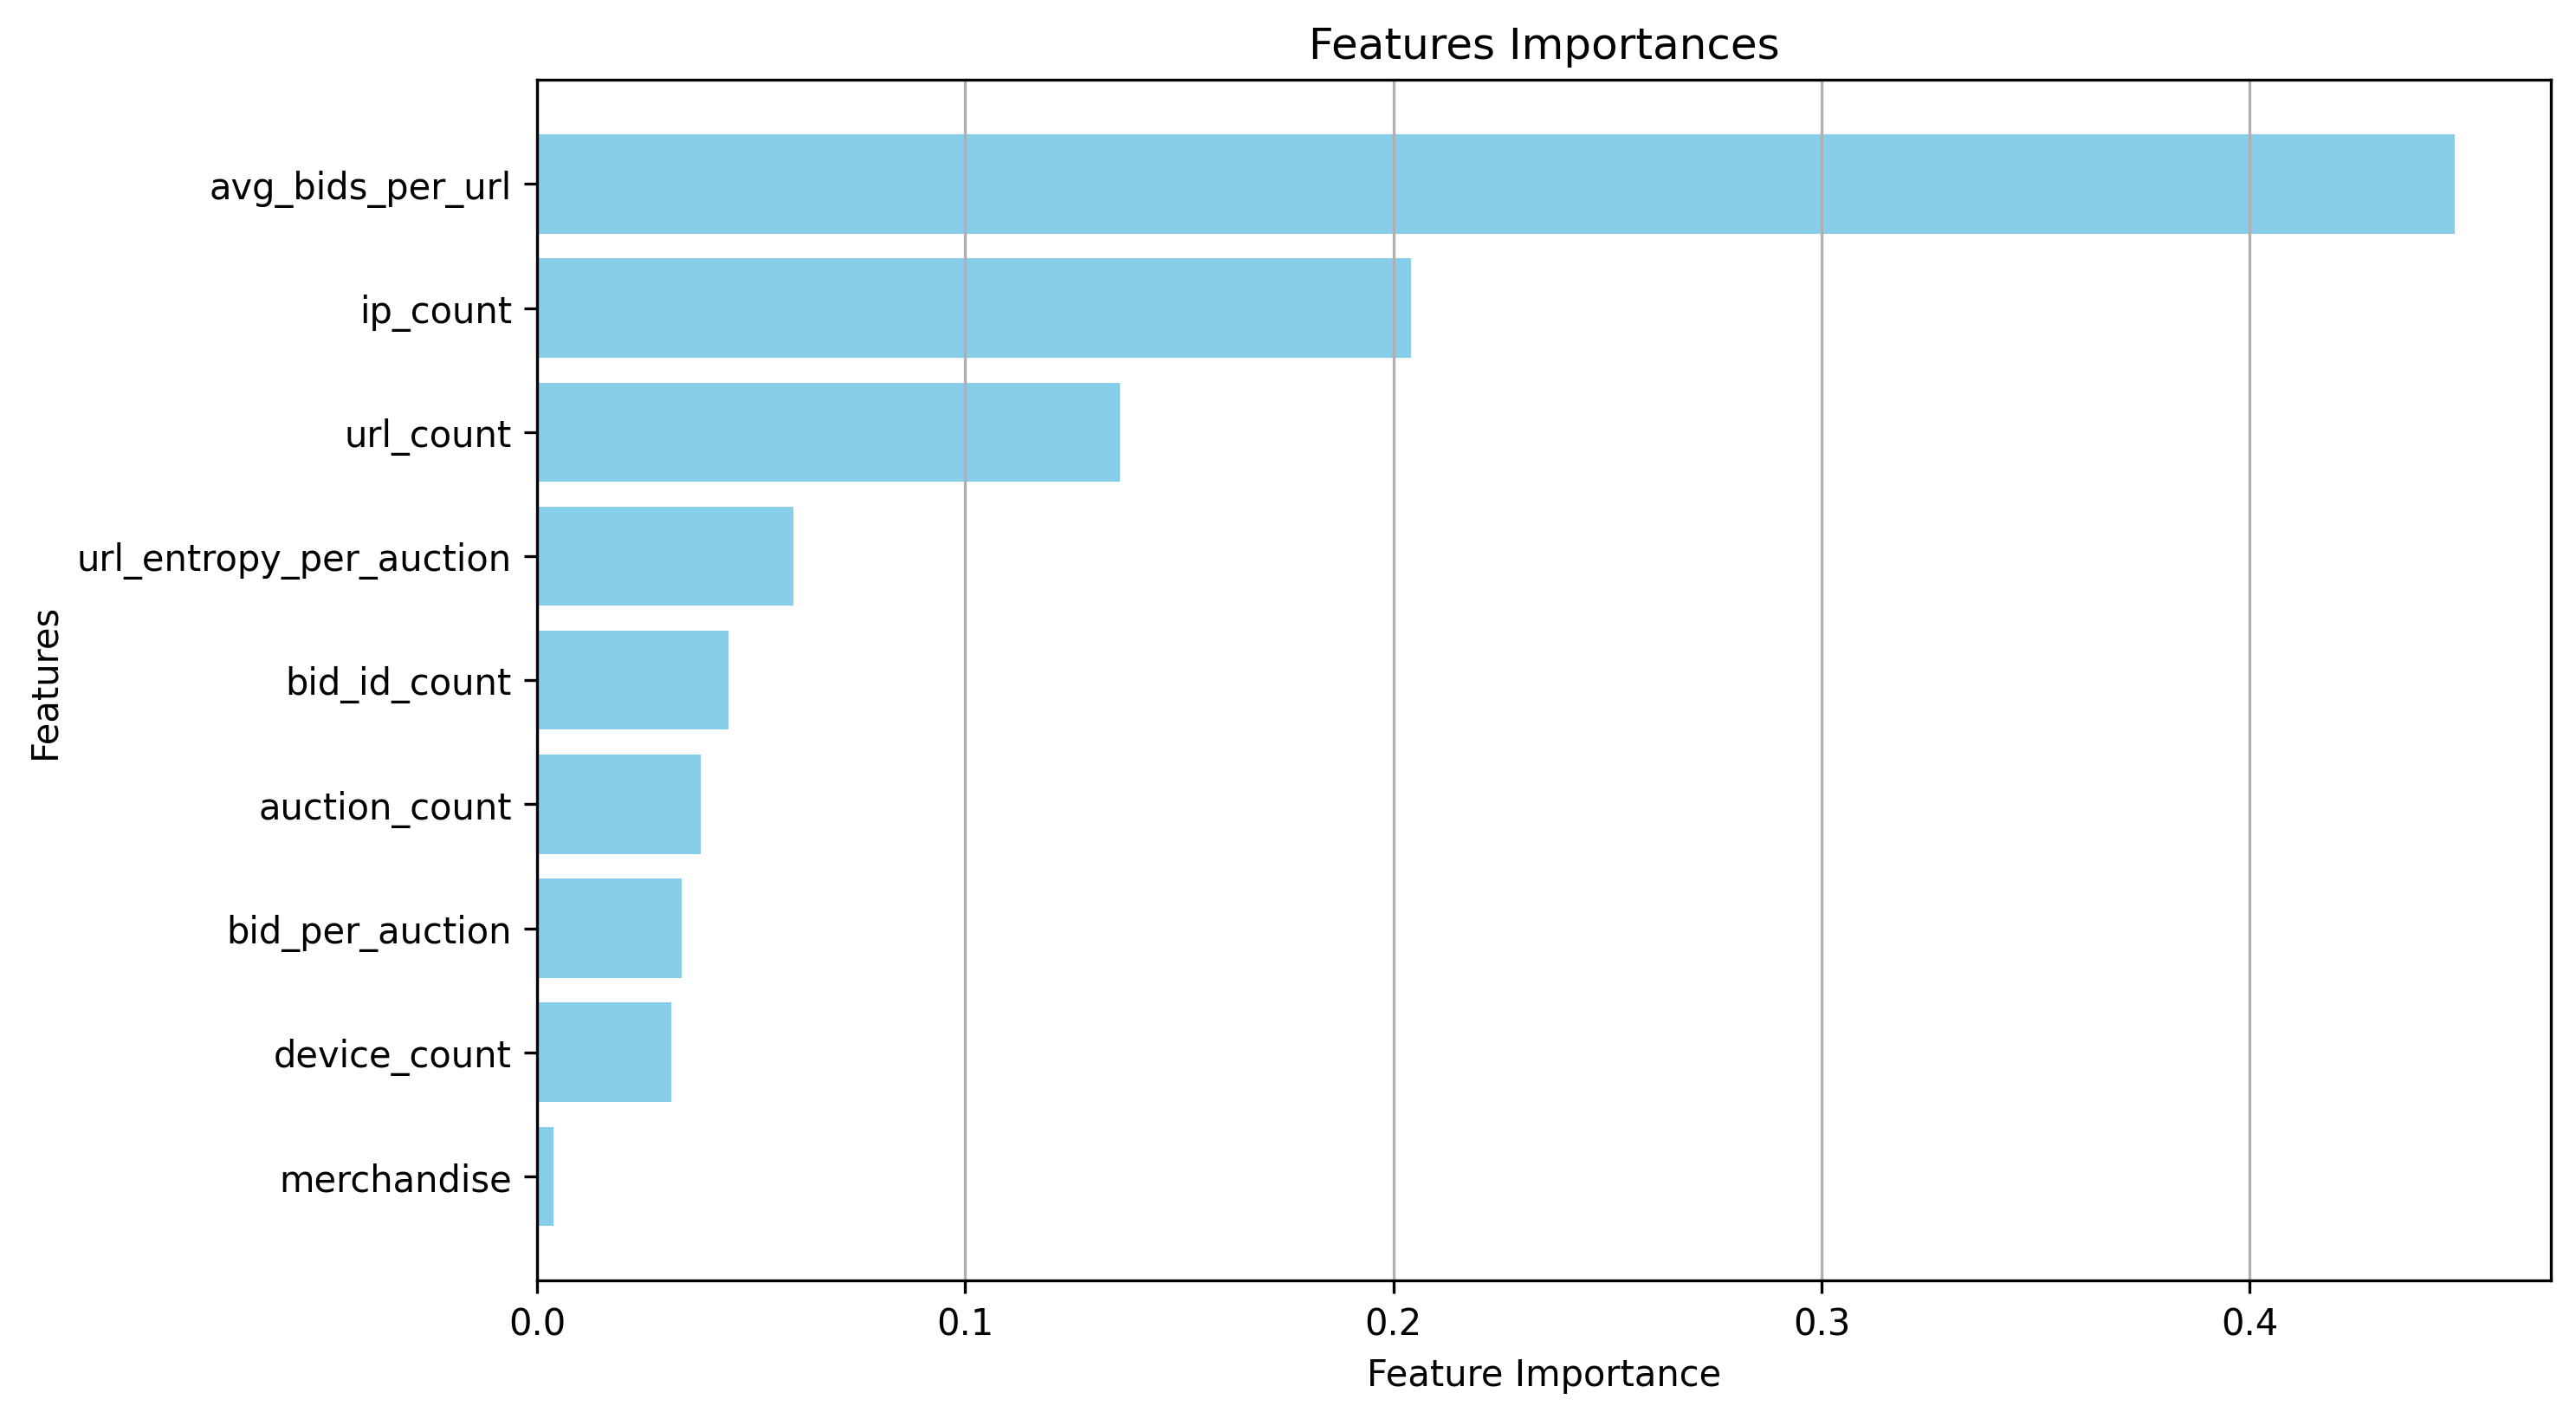 Features Importances
Features
avg_bids_per_url
ip_count
url_count
url_entropy_per_auction
bid_id_count
auction_count
bid_per_auction
device_count
merchandise
0.0 0.1 0.2 0.3 0.4
Feature Importance